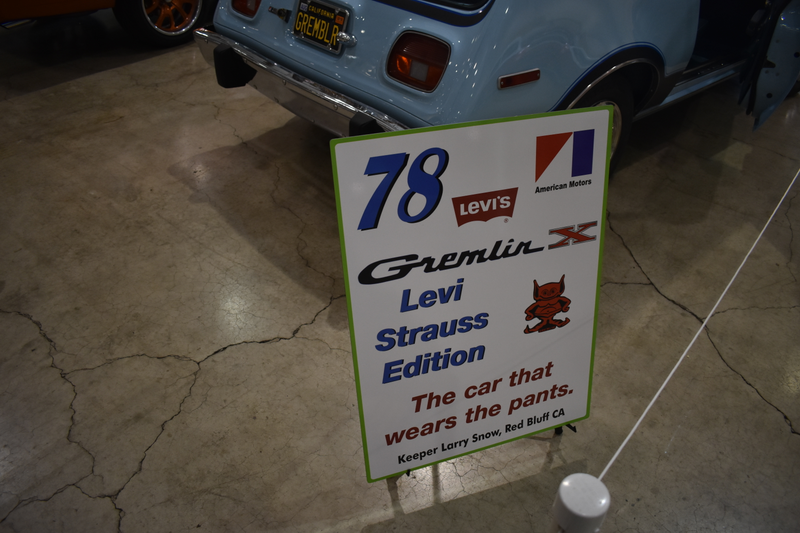 CALIFORNIA
GREMBLR
78
LEVI'S
American Motors
Gremlin X
Levi
Strauss
Edition
The car that
wears the pants.
Keeper Larry Snow, Red Bluff CA